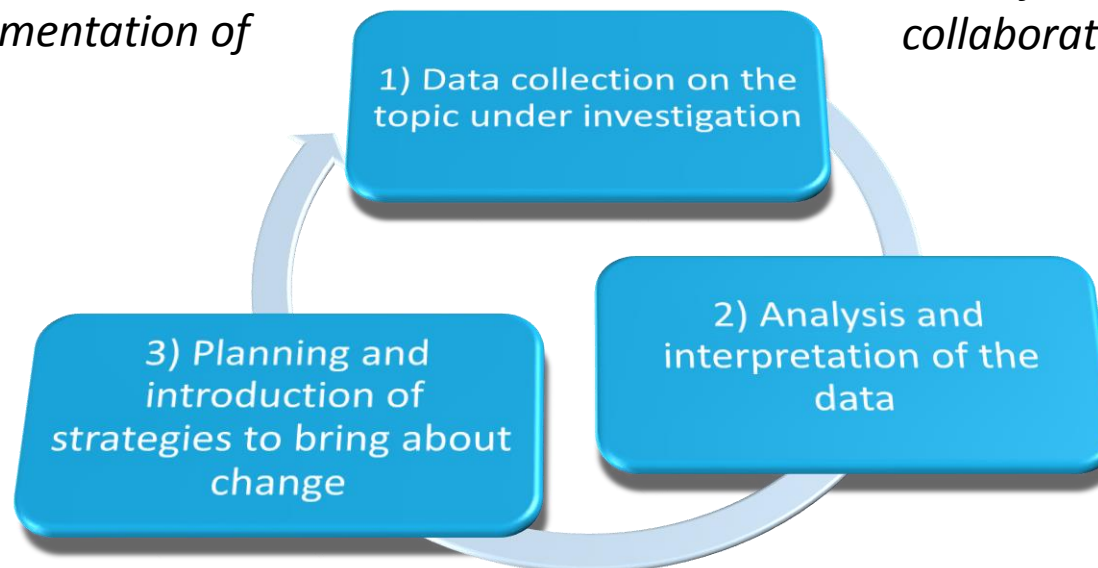 collaborat
mentation of
1) Data collection on the
topic under investigation
2) Analysis and
interpretation of the
data
3) Planning and
introduction of
strategies to bring about
change